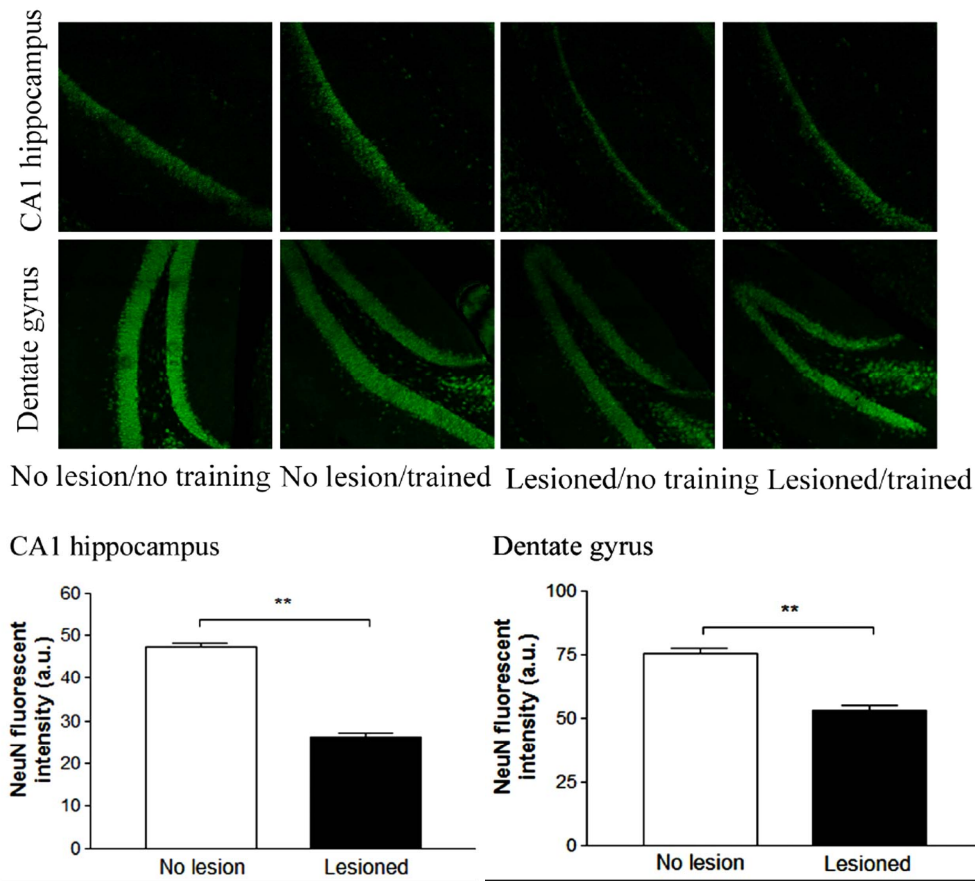 CA1 hippocampus
Dentate gyrus
No lesion/no training No lesion/trained Lesioned/no training Lesioned/trained
CA1 hippocampus
NeuN fluorescent
intensity (a.u.)
60
50
40
30
20
10
0
**
No lesion Lesioned
Dentate gyrus
NeuN fluorescent
intensity (a.u.)
100
75
50
25
0
**
No lesion Lesioned